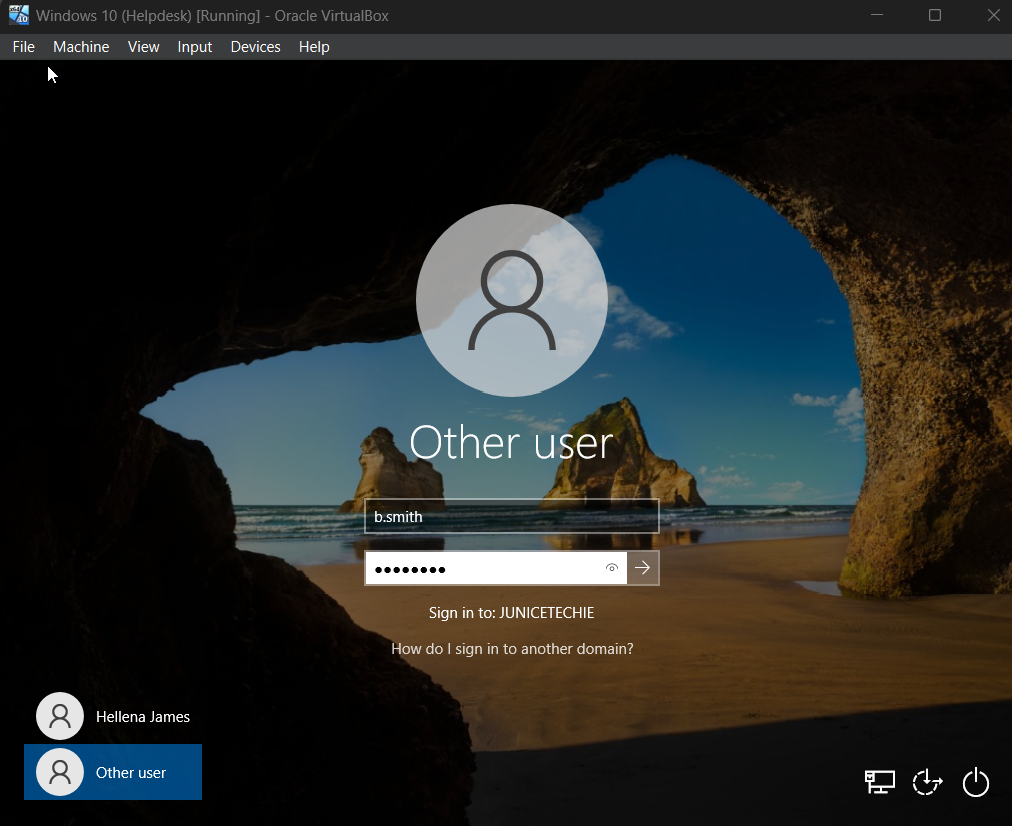 Windows 10 (Helpdesk) [Running] - Oracle VirtualBox
File Machine View Input Devices Help
Other user
b.smith
●●●●●●●●
Sign in to: JUNICETECHIE
How do I sign in to another domain?
Hellena James
Other user